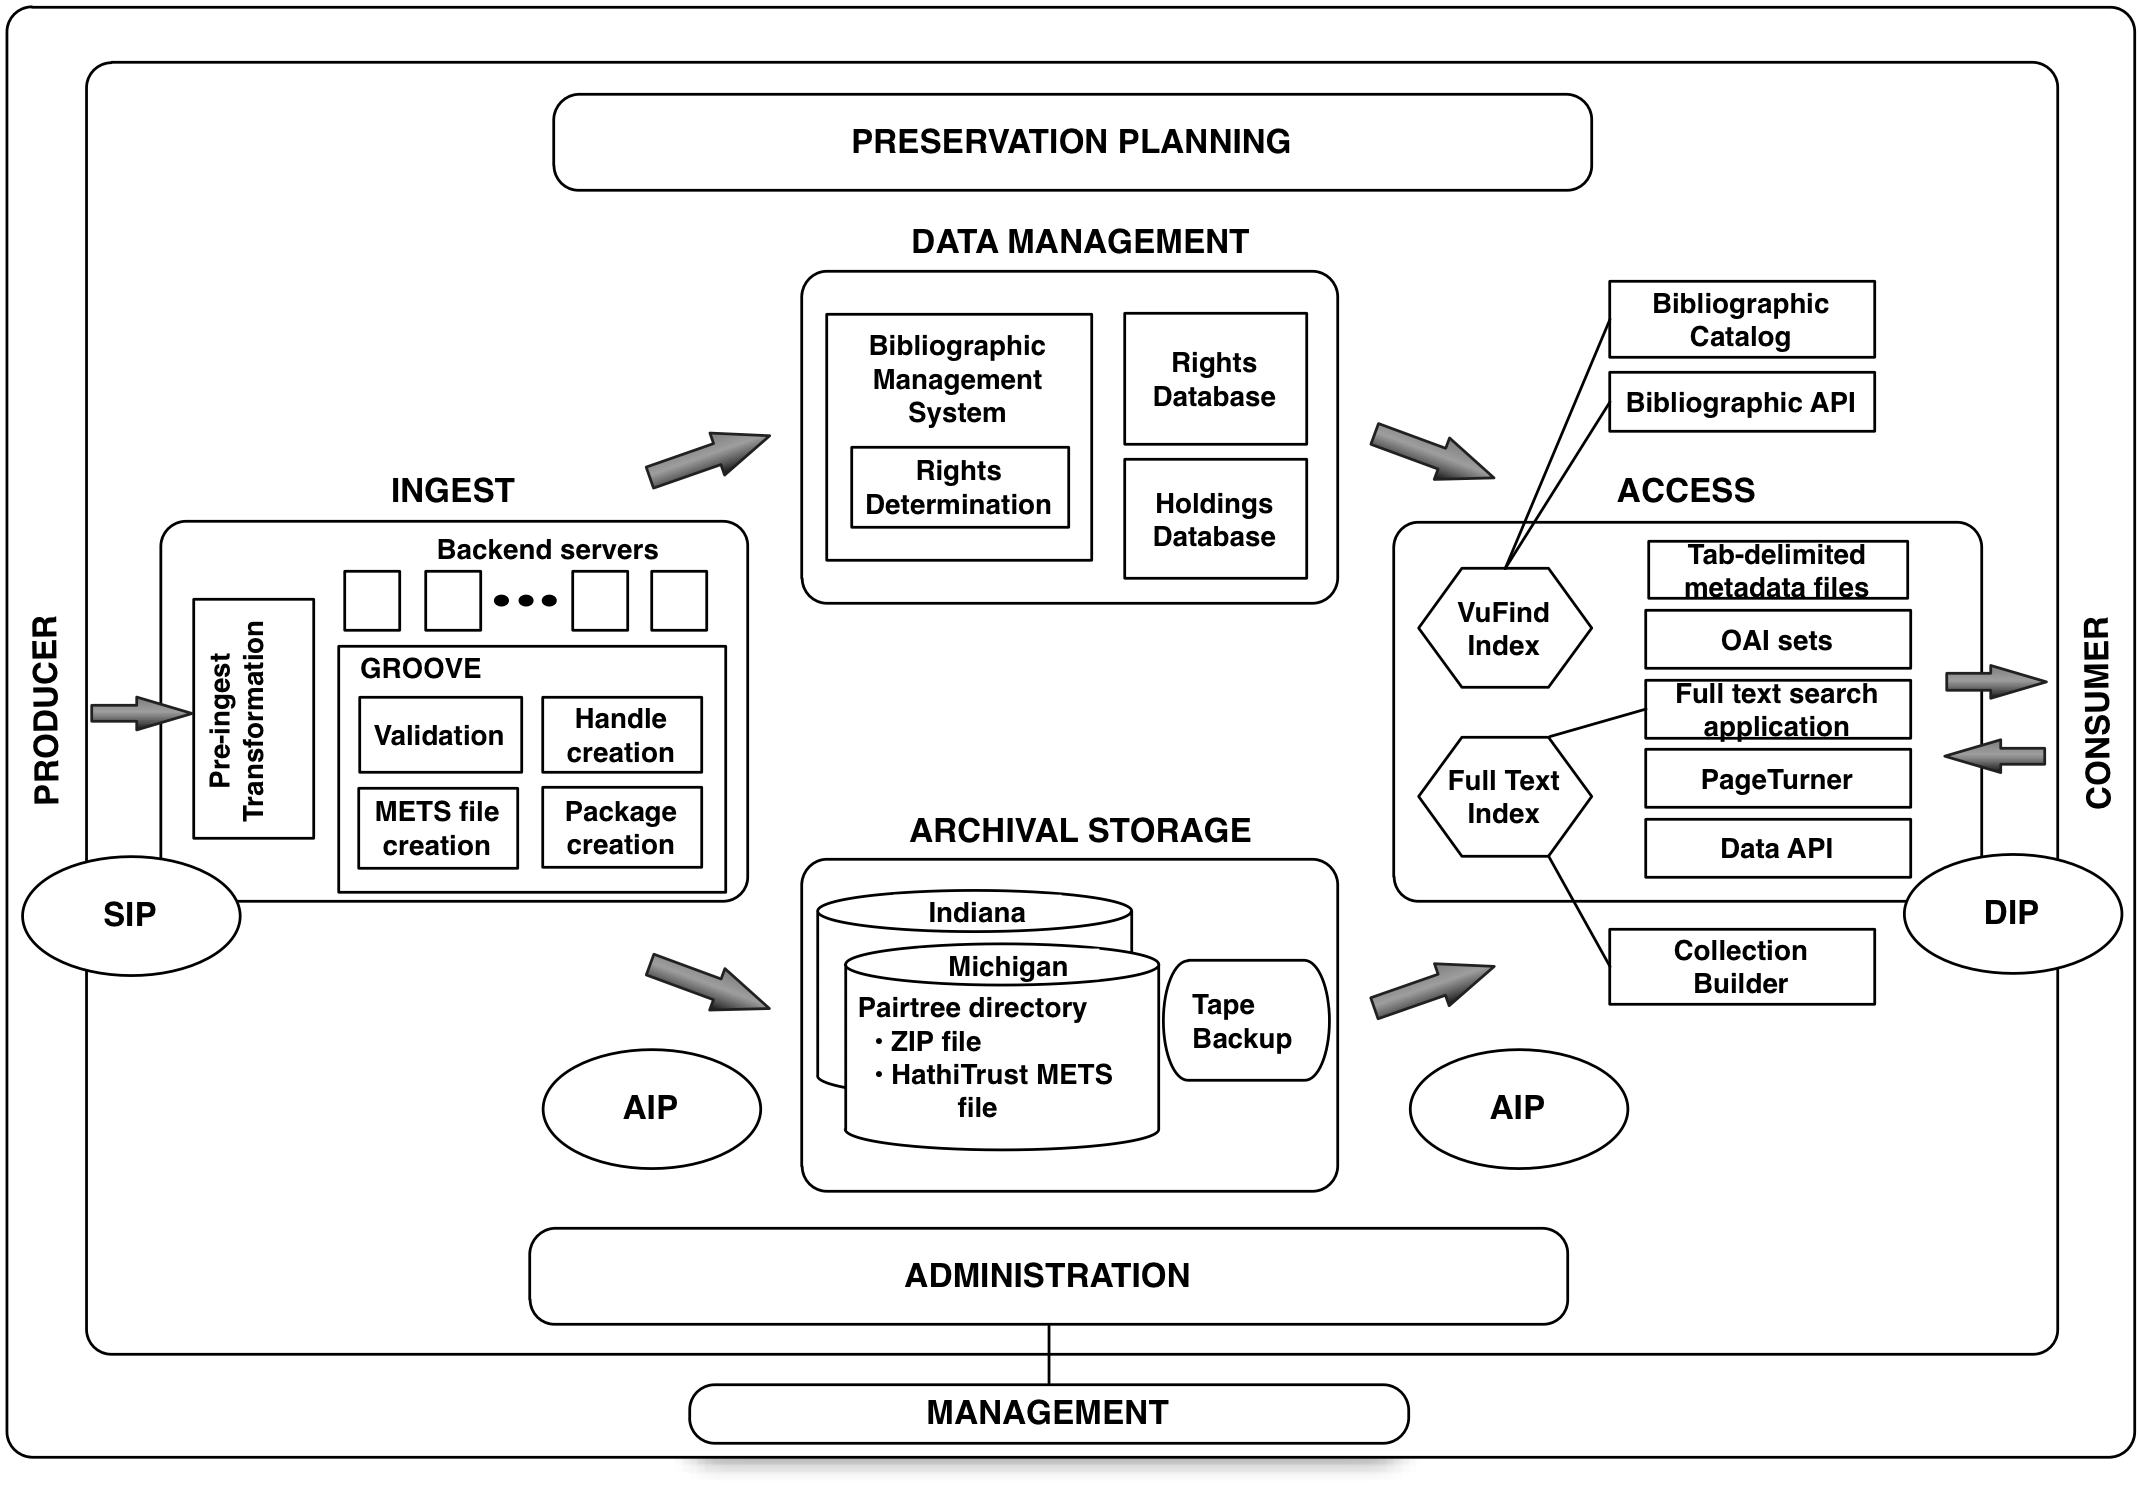 PRESERVATION PLANNING
DATA MANAGEMENT
Bibliographic
Management
System
Rights
Determination
Rights
Database
Holdings
Database
Bibliographic
Catalog
Bibliographic API
INGEST
Backend servers
Pre-ingest
Transformation
GROOVE
Validation
Handle
creation
METS file
creation
Package
creation
PRODUCER
SIP
ACCESS
VuFind
Index
Tab-delimited
metadata files
OAI sets
Full text search
application
Full Text
Index
PageTurner
Data API
Collection
Builder
CONSUMER
DIP
ARCHIVAL STORAGE
Indiana
Michigan
Pairtree directory
• ZIP file
• HathiTrust METS
file
Tape
Backup
AIP
AIP
ADMINISTRATION
MANAGEMENT